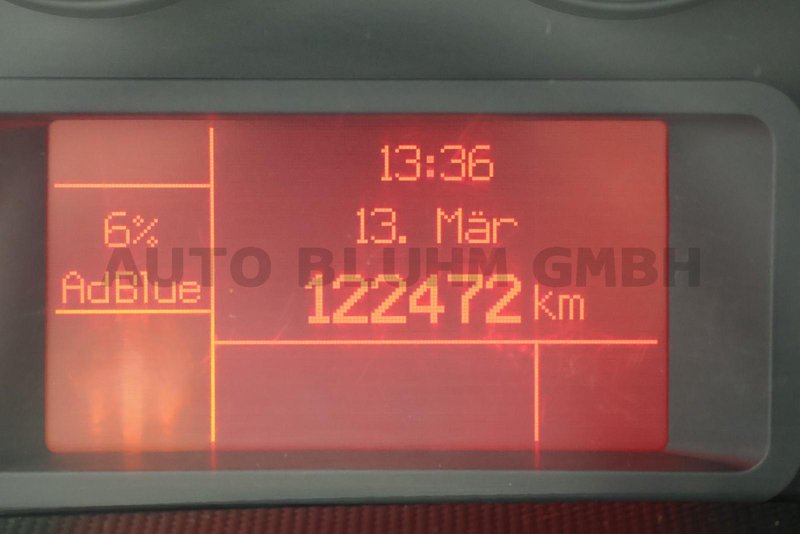 13:36
13. Mär
6%
AUTO BLUHM GMBH
AdBlue
122472 km